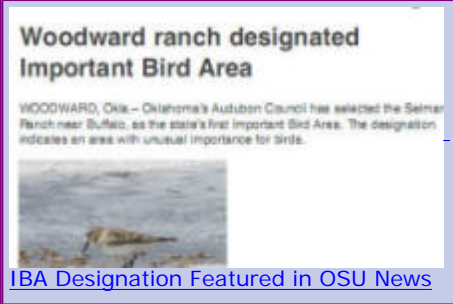 Woodward ranch designated
Important Bird Area
WOODWARD, Okla.– Oklahoma's Audubon Council has selected the Selman
Ranch near Buffalo, as the state's first Important Bird Area. The designation
indicates an area with unusual importance for birds.
IBA Designation Featured in OSU News